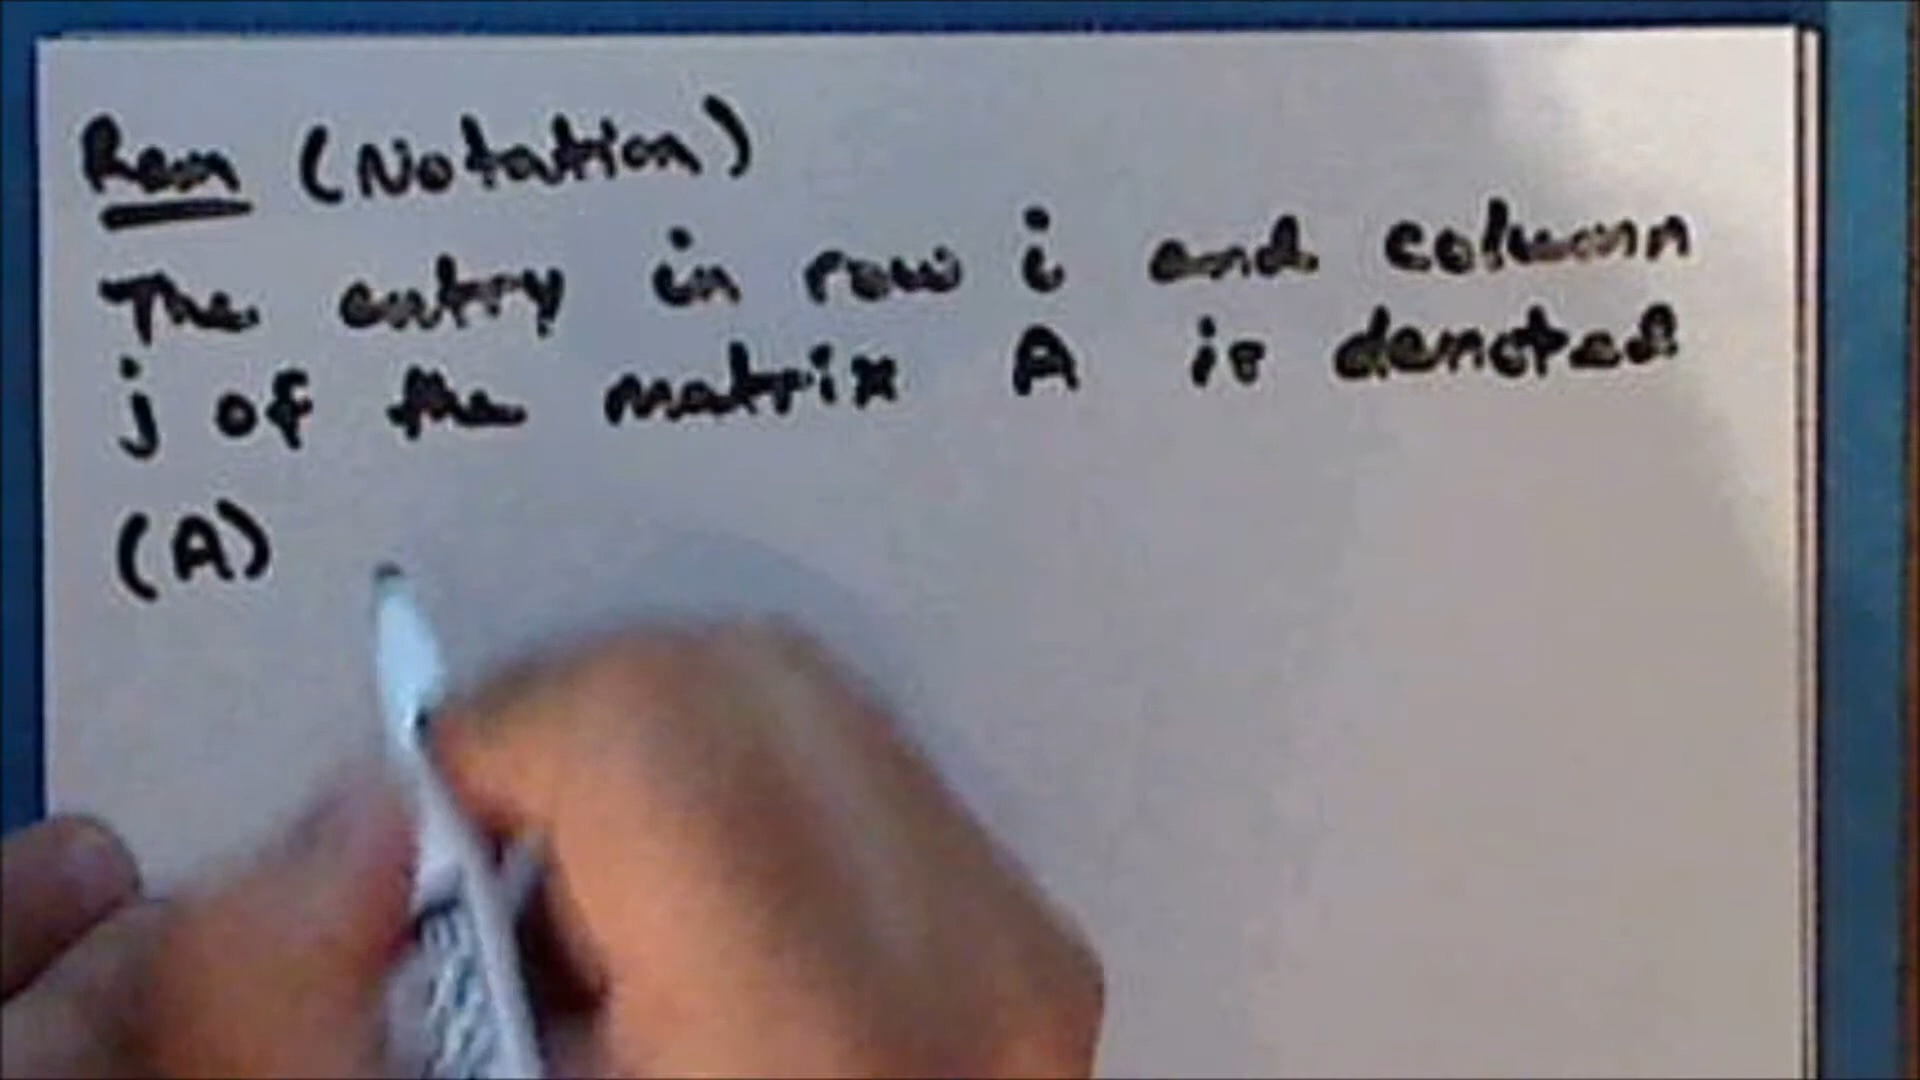 Rem (Notation)
The entry in row i and column
j of the matrix A is denoted
(A)